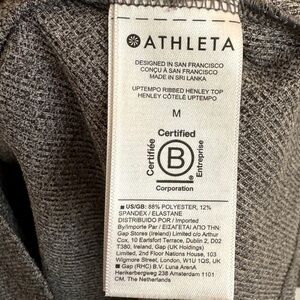 ATHLETA
DESIGNED IN SAN FRANCISCO
CONÇU À SAN FRANCISCO
MADE IN SRI LANKA
UPTEMPO RIBBED HENLEY TOP
HENLEY CÔTELÉ UPTEMPO
M
Certified
Certifiée
B
Entreprise
Corporation
US/GB: 88% POLYESTER, 12%
SPANDEX / ELASTANE
DISTRIBUIDO POR / Imported
By/Importe Par / ΕΙΣΑΓΕΤΑΙ ΑΠΟ ΤΗΝ:
Gap Stores (Ireland) Limited c/o Arthur
Cox, 10 Earlsfort Terrace, Dublin 2, D02
T380, Ireland, Gap (UK Holdings)
Limited, 2nd Floor Nations House, 103
Wigmore Street, London, W1U 1QS, UK
Gap (RHC) B.V. Luna ArenA
Herikerbergweg 238 Amsterdam 1101
CM, The Netherlands